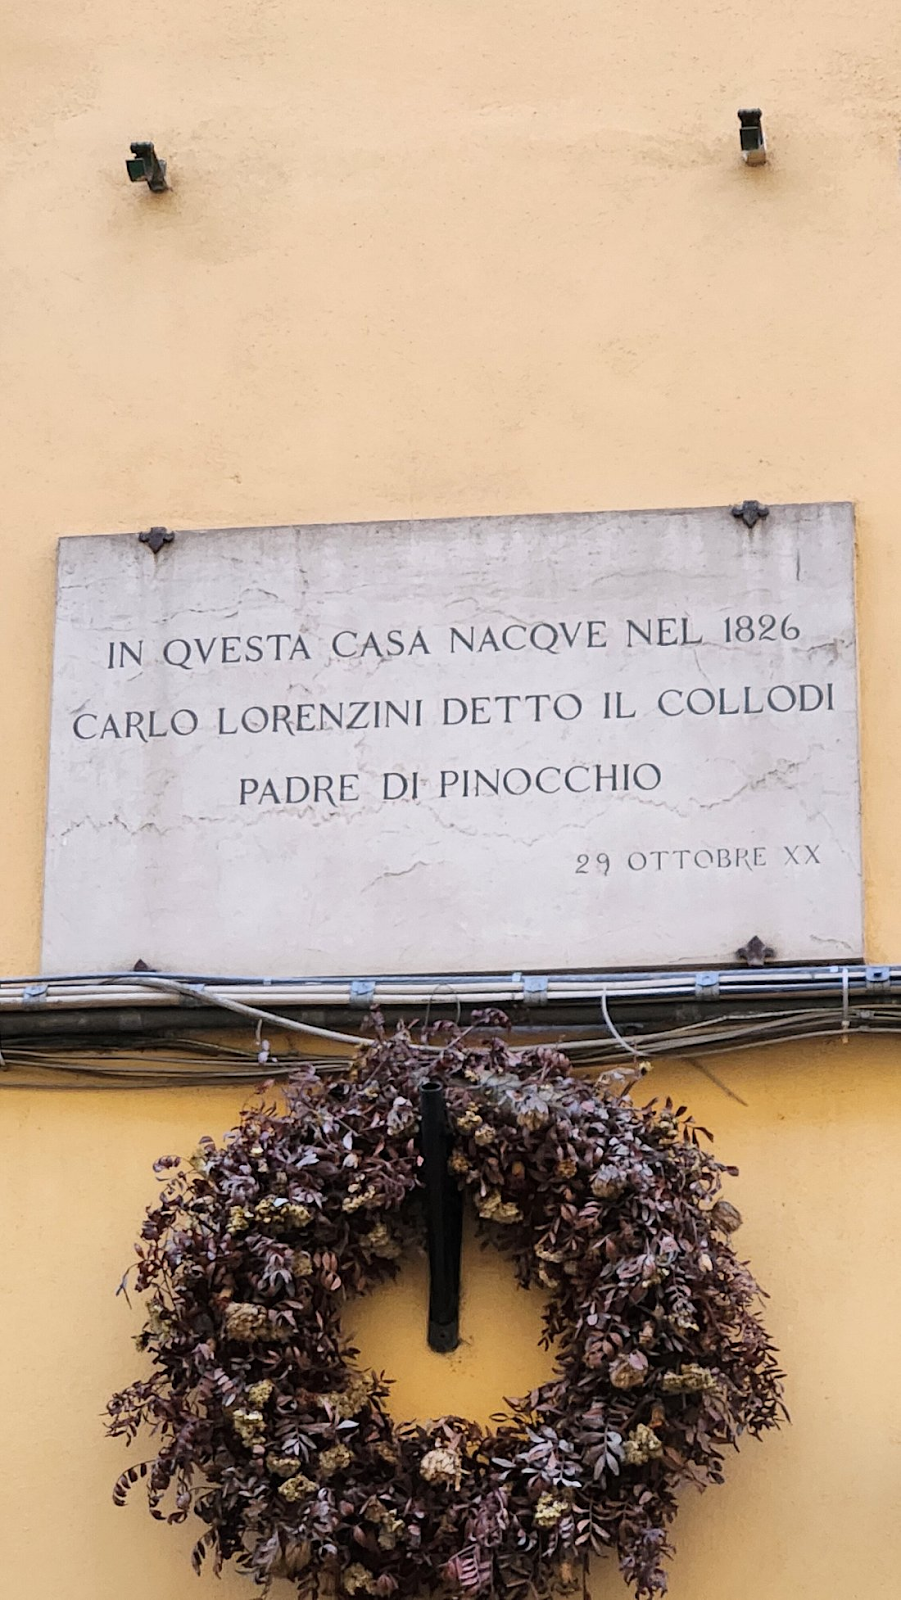 IN QVESTA CASA NACQVE NEL 1826
CARLO LORENZINI DETTO IL COLLODI
PADRE DI PINOCCHIO
29 OTTOBRE XX